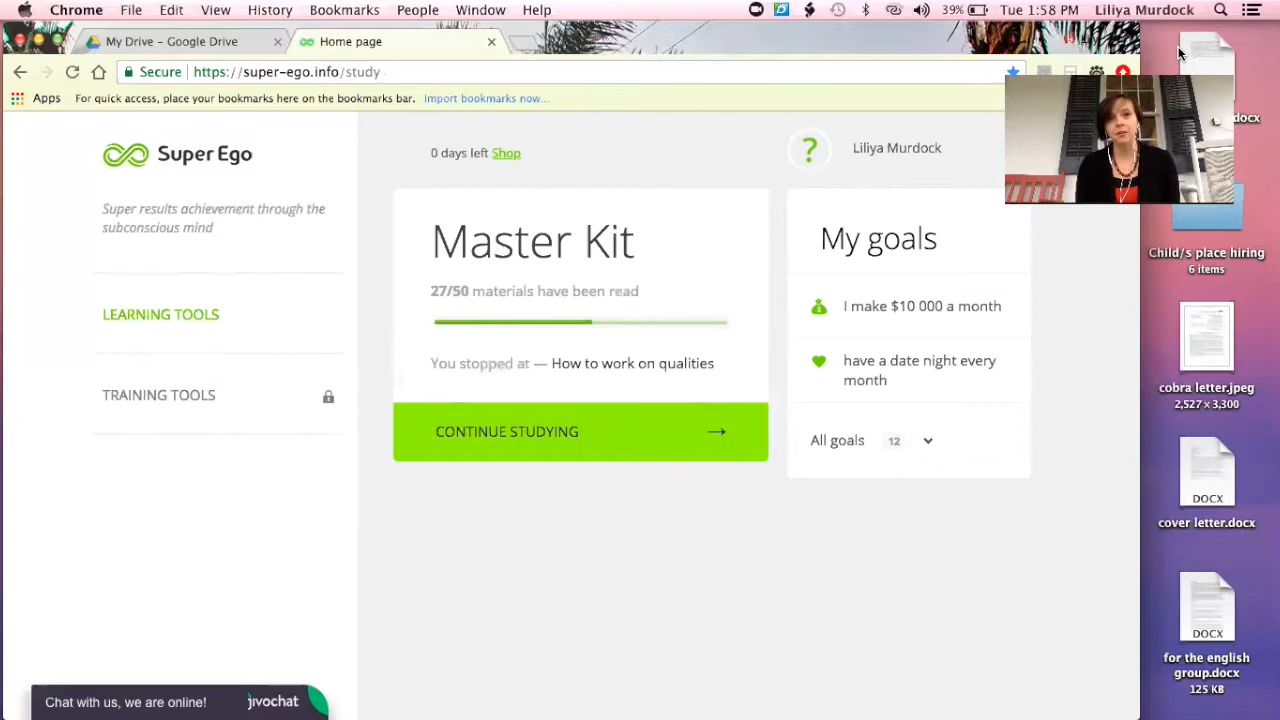 Chrome File Edit View History Bookmarks People Window Help 39% Tue 1:58 PM Liliya Murdock
My Drive – Google Drive Home page
Secure https://super-ego.info/study
Apps For quick access, place your bookmarks here on the bookmarks bar. Import bookmarks now...
docx
Super Ego
Super results achievement through the
subconscious mind
LEARNING TOOLS
TRAINING TOOLS
0 days left Shop
? Liliya Murdock
Master Kit
27/50 materials have been read
You stopped at — How to work on qualities
CONTINUE STUDYING →
My goals
I make $10 000 a month
have a date night every
month
All goals 12
Child/s place hiring
6 items
cobra letter.jpeg
2,527 × 3,300
DOCX
cover letter.docx
DOCX
for the english
group.docx
125 KB
Chat with us, we are online! jivochat